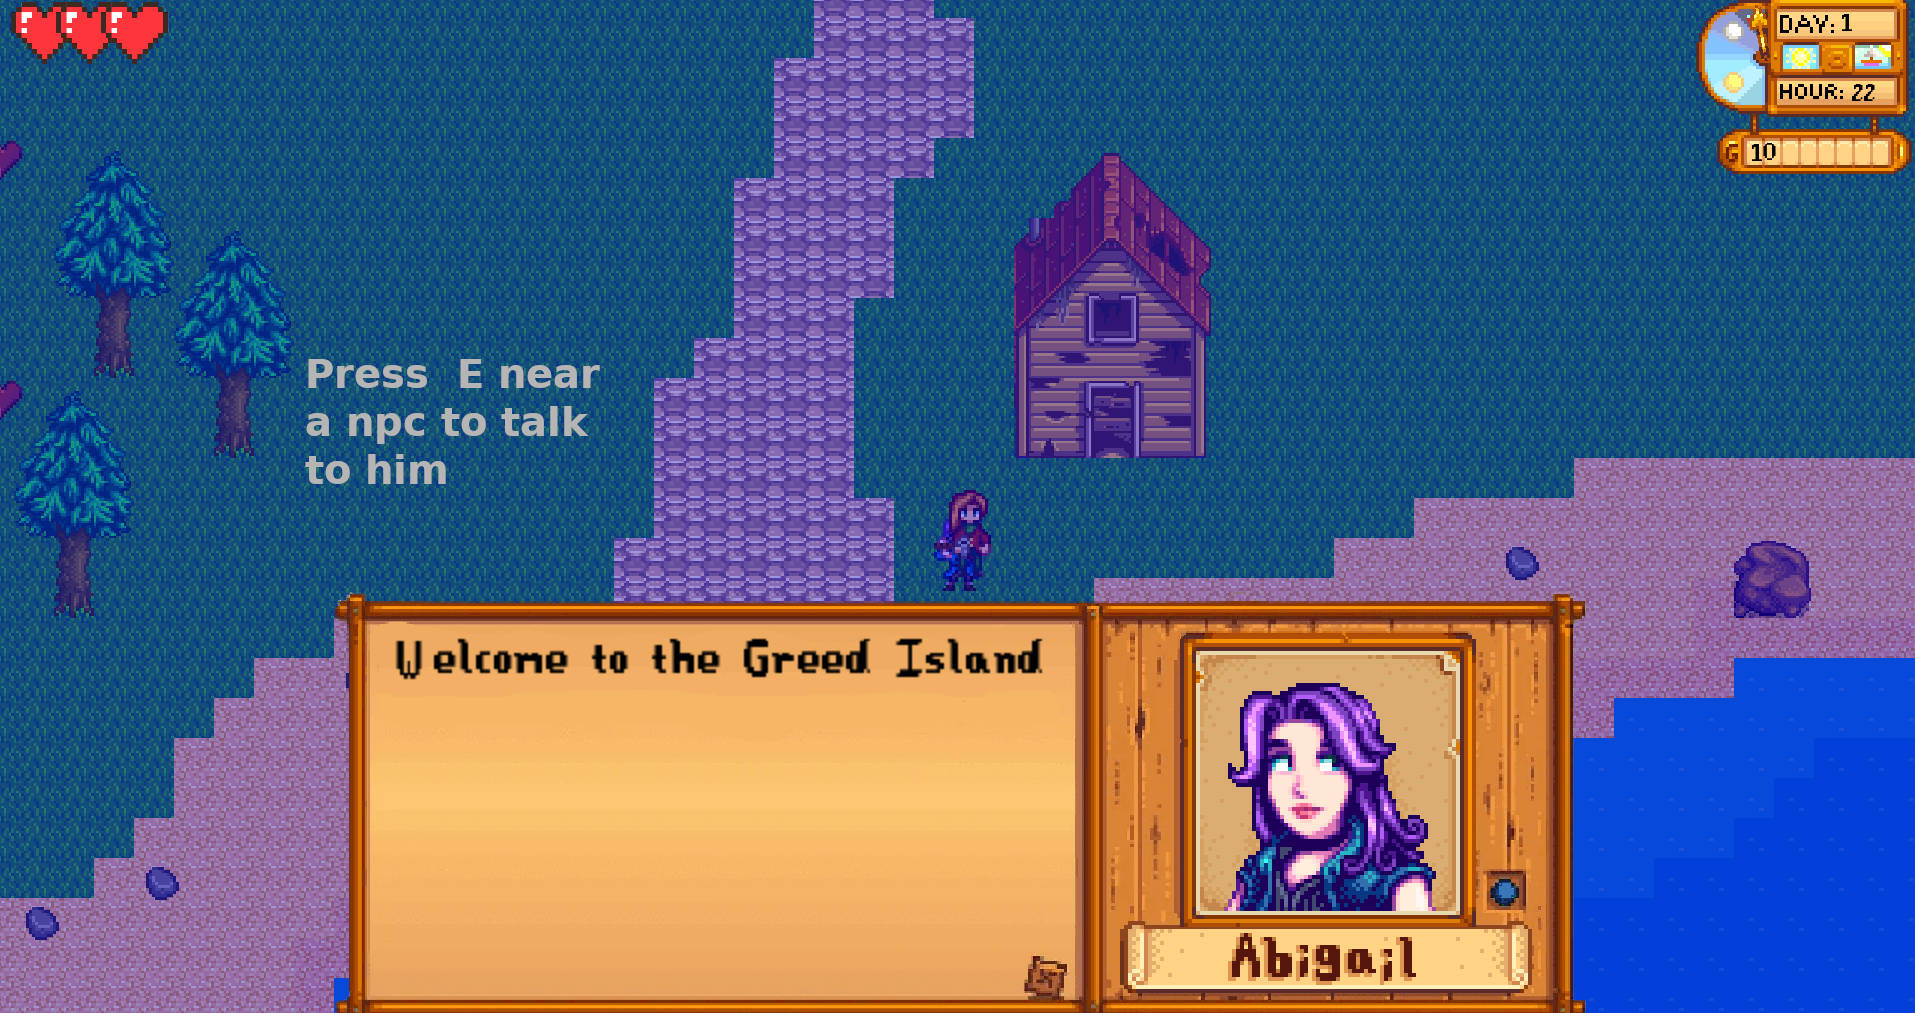 DAY: 1
HOUR: 22
G 10
Press  E near
a npc to talk
to him
Welcome to the Greed Island
Abigail